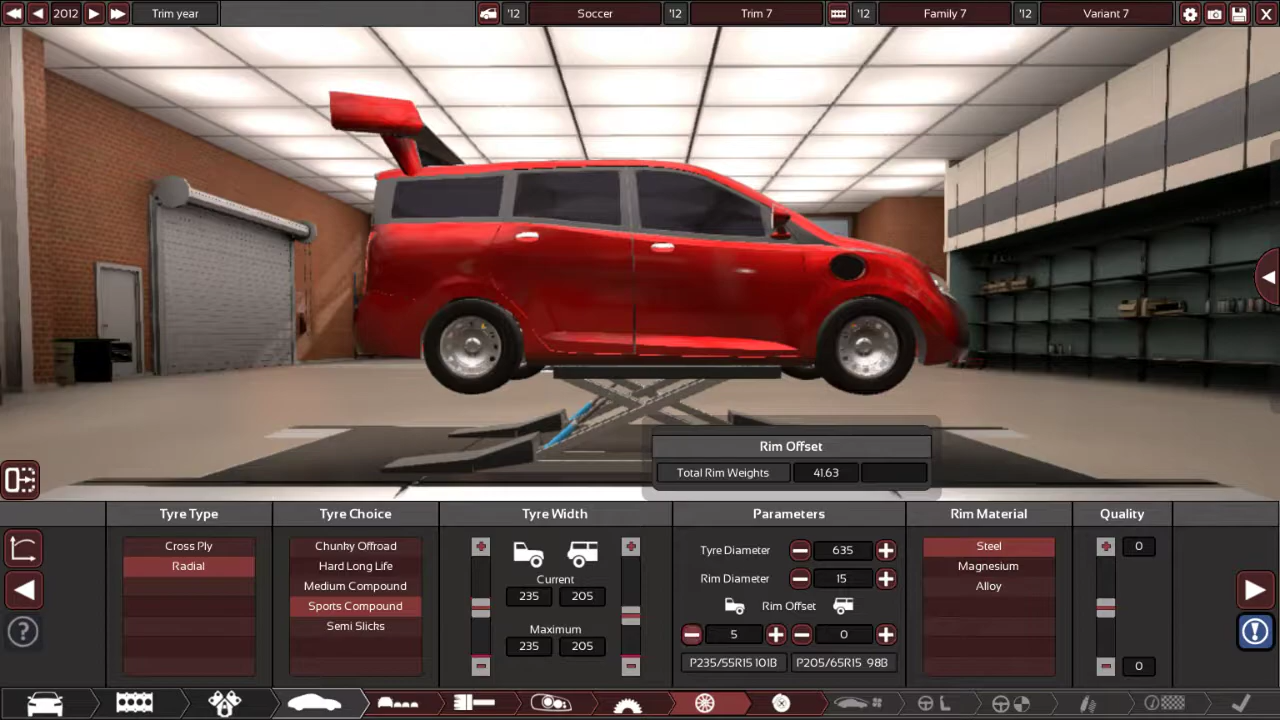 2012 Trim year '12 Soccer '12 Trim 7 '12 Family 7 '12 Variant 7
Rim Offset
Total Rim Weights 41.63
Tyre Type Tyre Choice Tyre Width Parameters Rim Material Quality
Cross Ply
Radial
Chunky Offroad
Hard Long Life
Medium Compound
Sports Compound
Semi Slicks
Current
235 205
Maximum
235 205
Tyre Diameter 635
Rim Diameter 15
Rim Offset
5 0
P235/55R15 101B P205/65R15 98B
Steel
Magnesium
Alloy
0
0